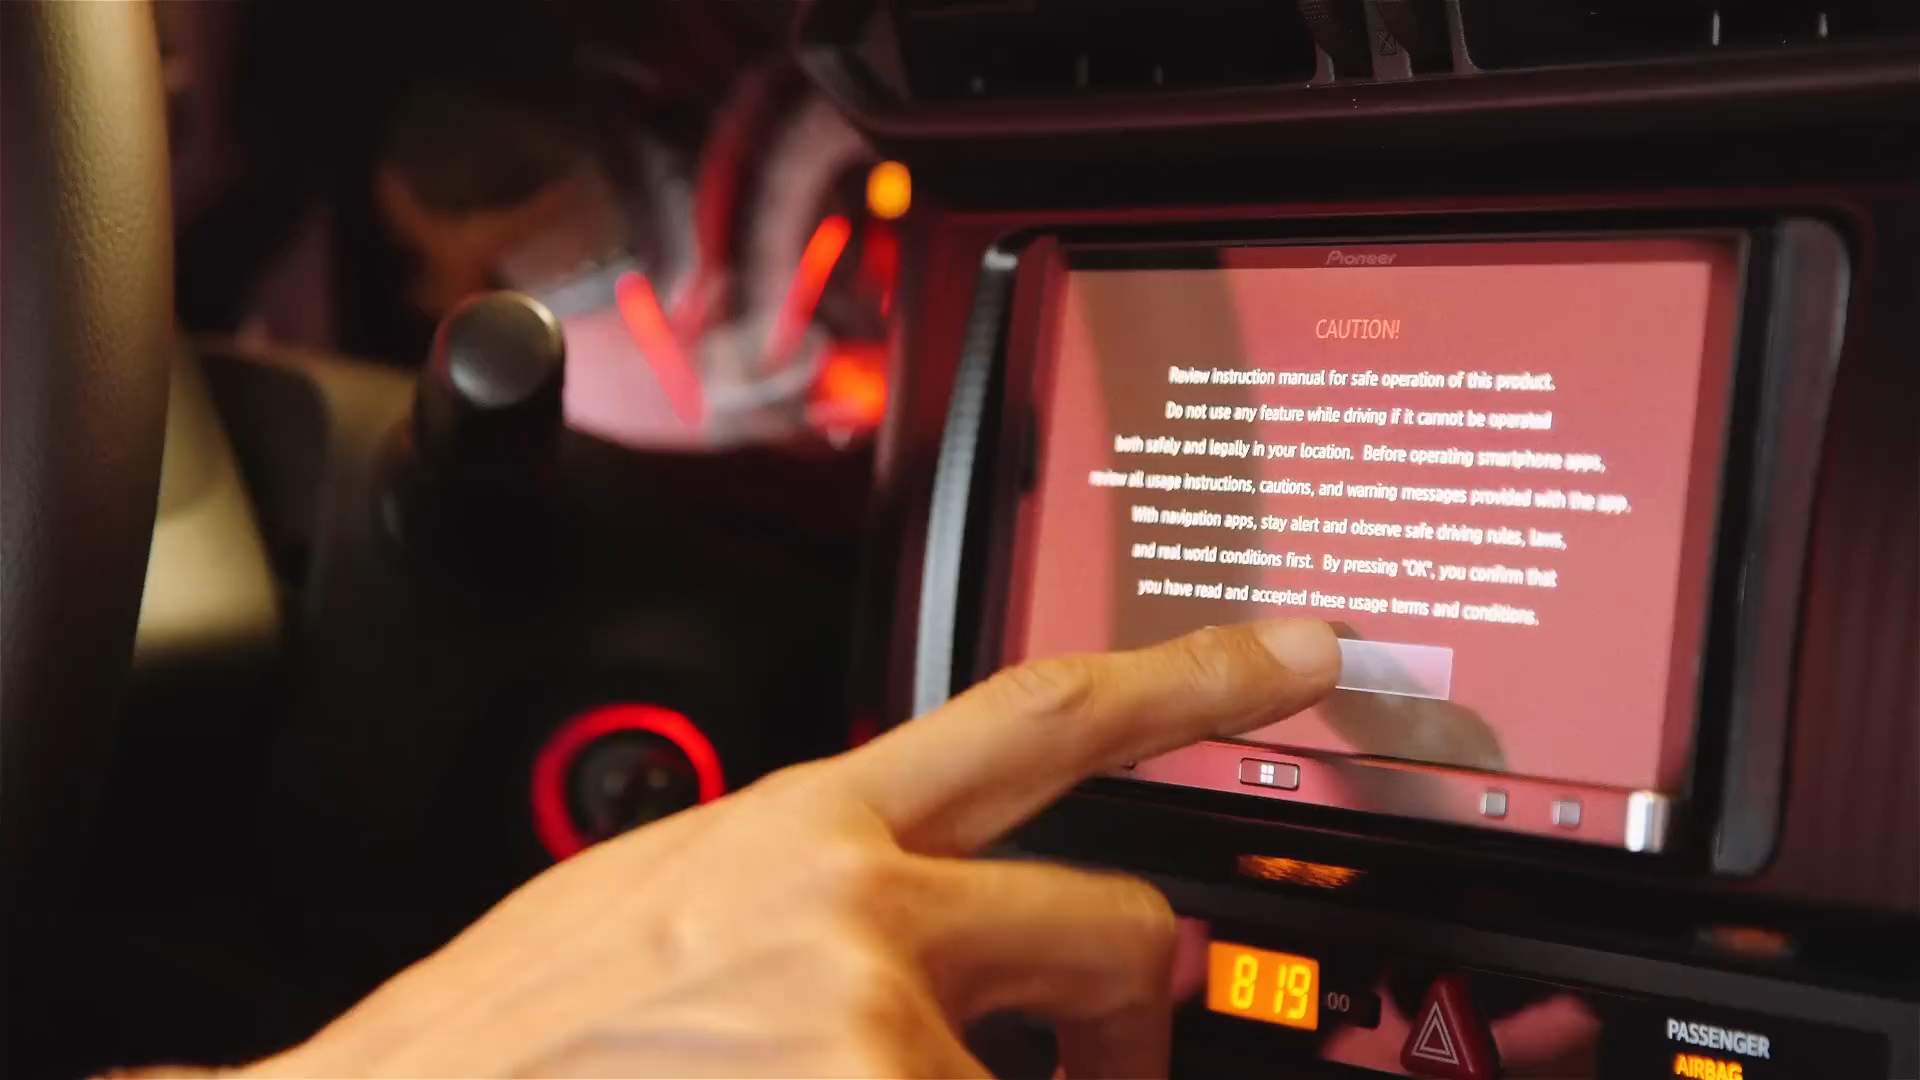 Pioneer
CAUTION!
Review instruction manual for safe operation of this product.
Do not use any feature while driving if it cannot be operated
both safely and legally in your location. Before operating smartphone apps,
review all usage instructions, cautions, and warning messages provided with the app.
With navigation apps, stay alert and observe safe driving rules, laws,
and real world conditions first. By pressing "OK", you confirm that
you have read and accepted these usage terms and conditions.
819
:00
PASSENGER
AIRBAG